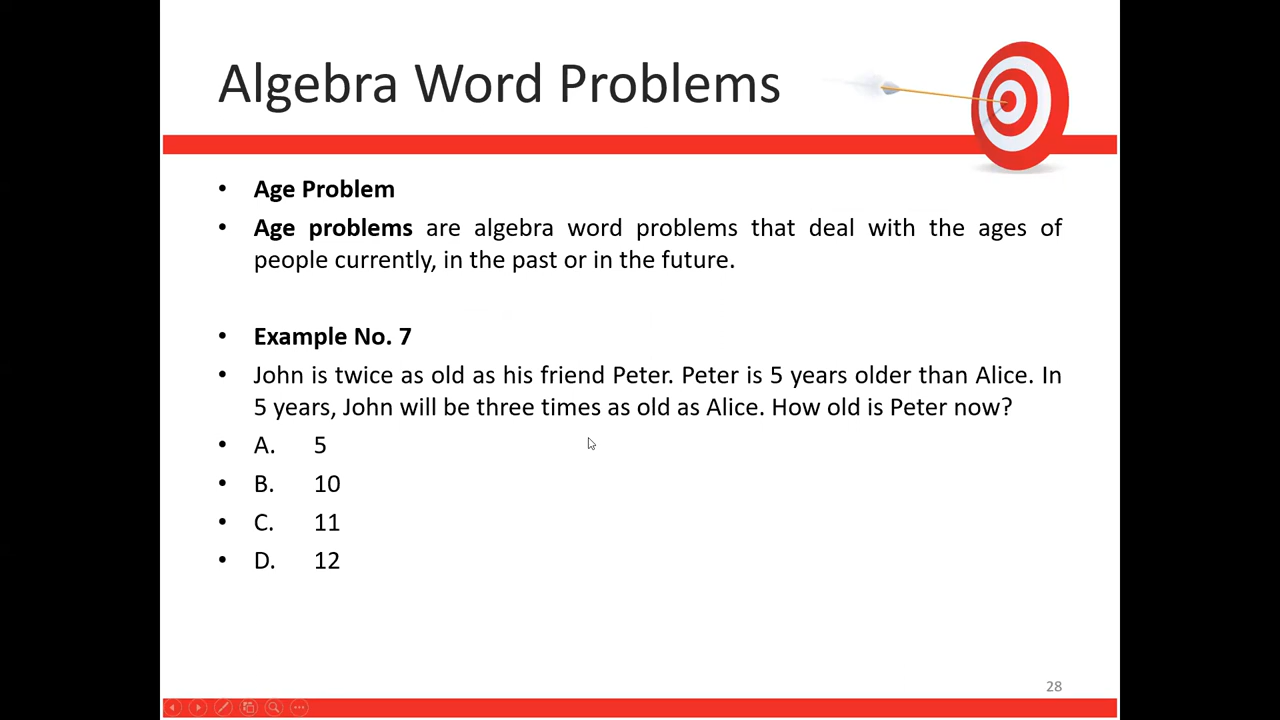 Algebra Word Problems
• Age Problem
• Age problems are algebra word problems that deal with the ages of
people currently, in the past or in the future.
• Example No. 7
• John is twice as old as his friend Peter. Peter is 5 years older than Alice. In
5 years, John will be three times as old as Alice. How old is Peter now?
• A. 5
• B. 10
• C. 11
• D. 12
28